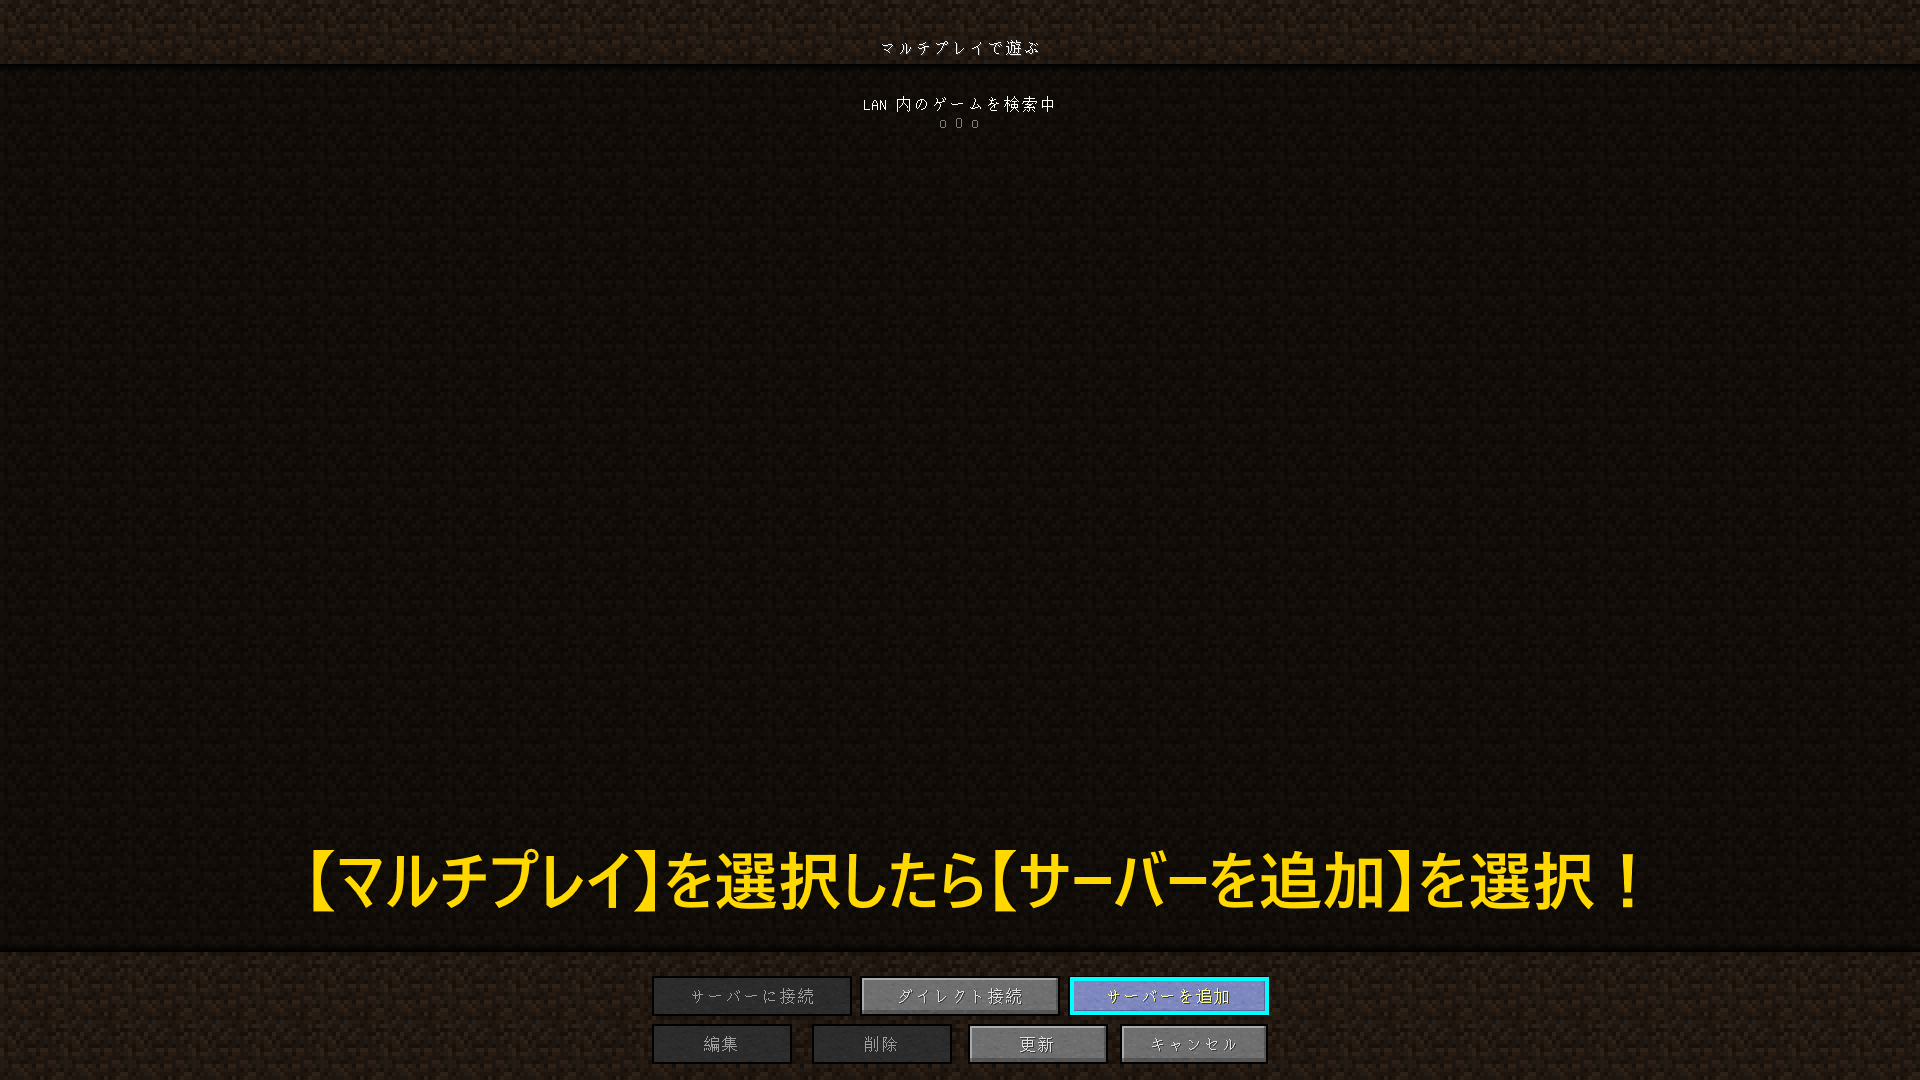 マルチプレイで遊ぶ
LAN 内のゲームを検索中
o O o
【マルチプレイ】を選択したら【サーバーを追加】を選択！
サーバーに接続 ダイレクト接続 サーバーを追加
編集 削除 更新 キャンセル